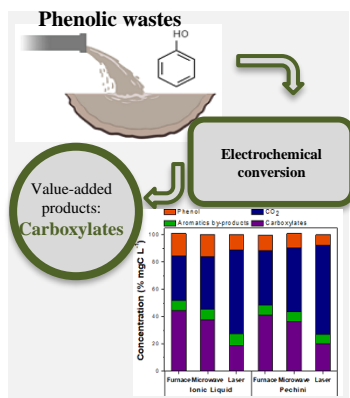 Phenolic wastes
HO
Electrochemical
conversion
Value-added
products:
Carboxylates
Phenol
CO2
Aromatics by-products
Carboxylates
Concentration (% mgC L-1)
100
80
60
40
20
0
Furnace Microwave Laser Furnace Microwave Laser
Ionic Liquid Pechini